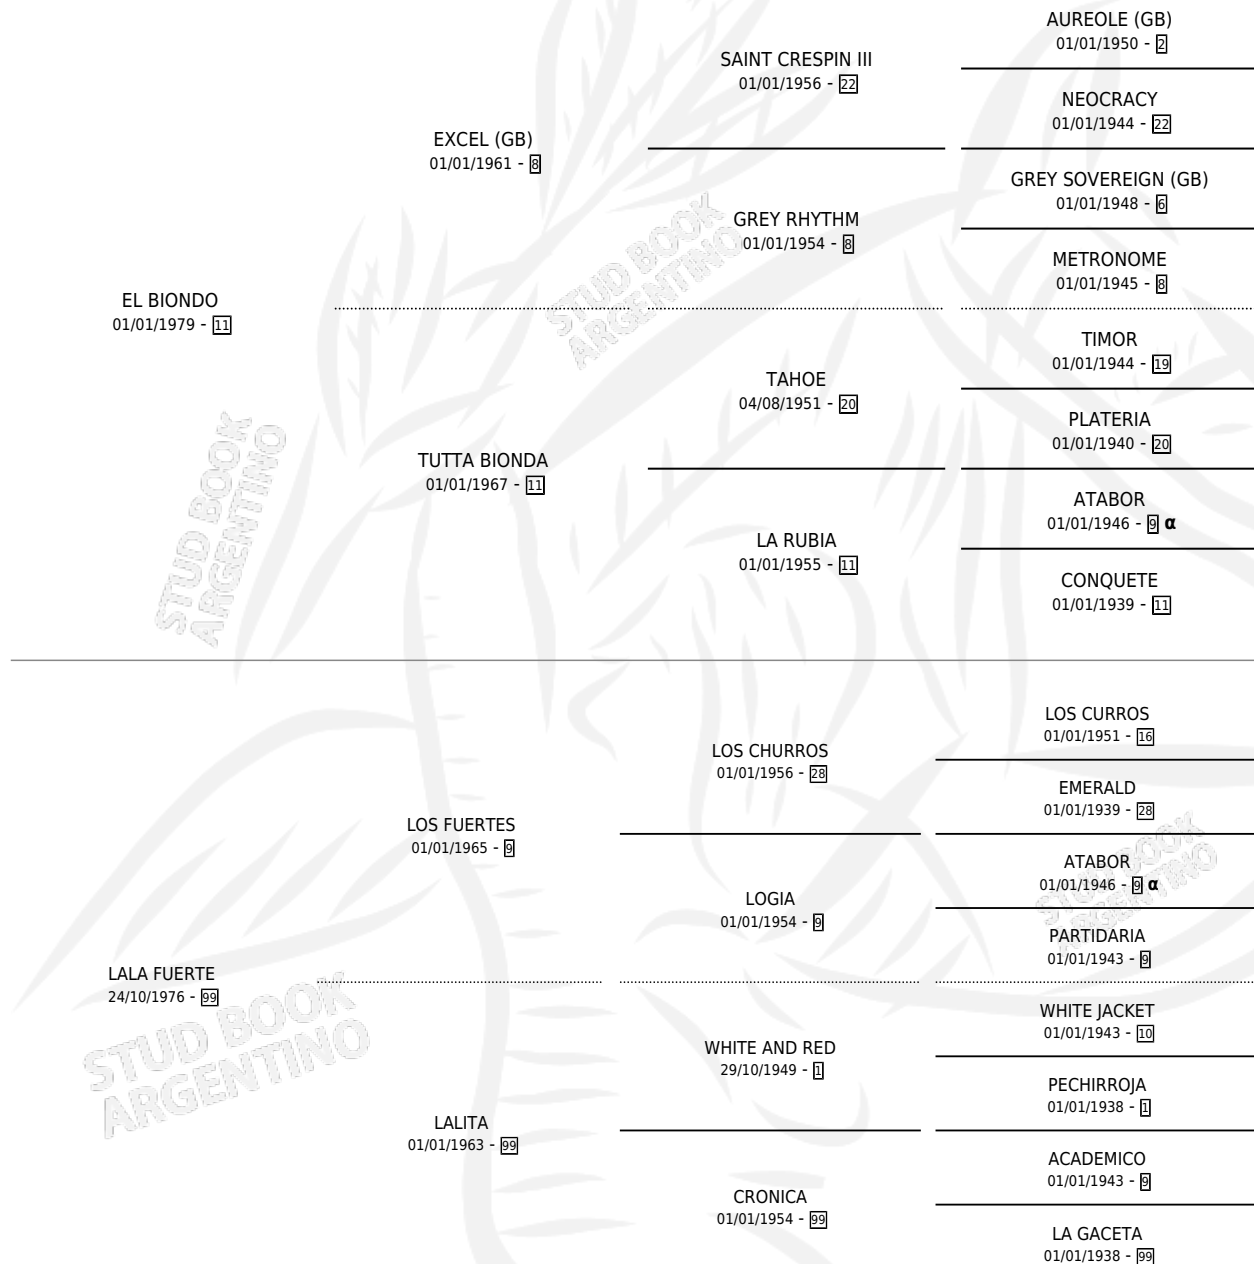 AUREOLE (GB)
01/01/1950 - 2
SAINT CRESPIN III
01/01/1956 - 22
NEOCRACY
01/01/1944 - 22
EXCEL (GB)
01/01/1961 - 8
GREY SOVEREIGN (GB)
01/01/1948 - 6
GREY RHYTHM
01/01/1954 - 8
METRONOME
01/01/1945 - 8
EL BIONDO
01/01/1979 - 11
TIMOR
01/01/1944 - 19
TAHOE
04/08/1951 - 20
PLATERIA
01/01/1940 - 20
TUTTA BIONDA
01/01/1967 - 11
ATABOR
01/01/1946 - 9 α
LA RUBIA
01/01/1955 - 11
CONQUETE
01/01/1939 - 11
LOS CURROS
01/01/1951 - 16
LOS CHURROS
01/01/1956 - 28
EMERALD
01/01/1939 - 28
LOS FUERTES
01/01/1965 - 9
ATABOR
01/01/1946 - 9 α
LOGIA
01/01/1954 - 9
PARTIDARIA
01/01/1943 - 9
LALA FUERTE
24/10/1976 - 99
WHITE JACKET
01/01/1943 - 10
WHITE AND RED
29/10/1949 - 1
PECHIRROJA
01/01/1938 - 1
LALITA
01/01/1963 - 99
ACADEMICO
01/01/1943 - 9
CRONICA
01/01/1954 - 99
LA GACETA
01/01/1938 - 99
STUD BOOK
ARGENTINO
STUD BOOK
ARGENTINO
STUD BOOK
ARGENTINO
STUD BOOK
ARGENTINO